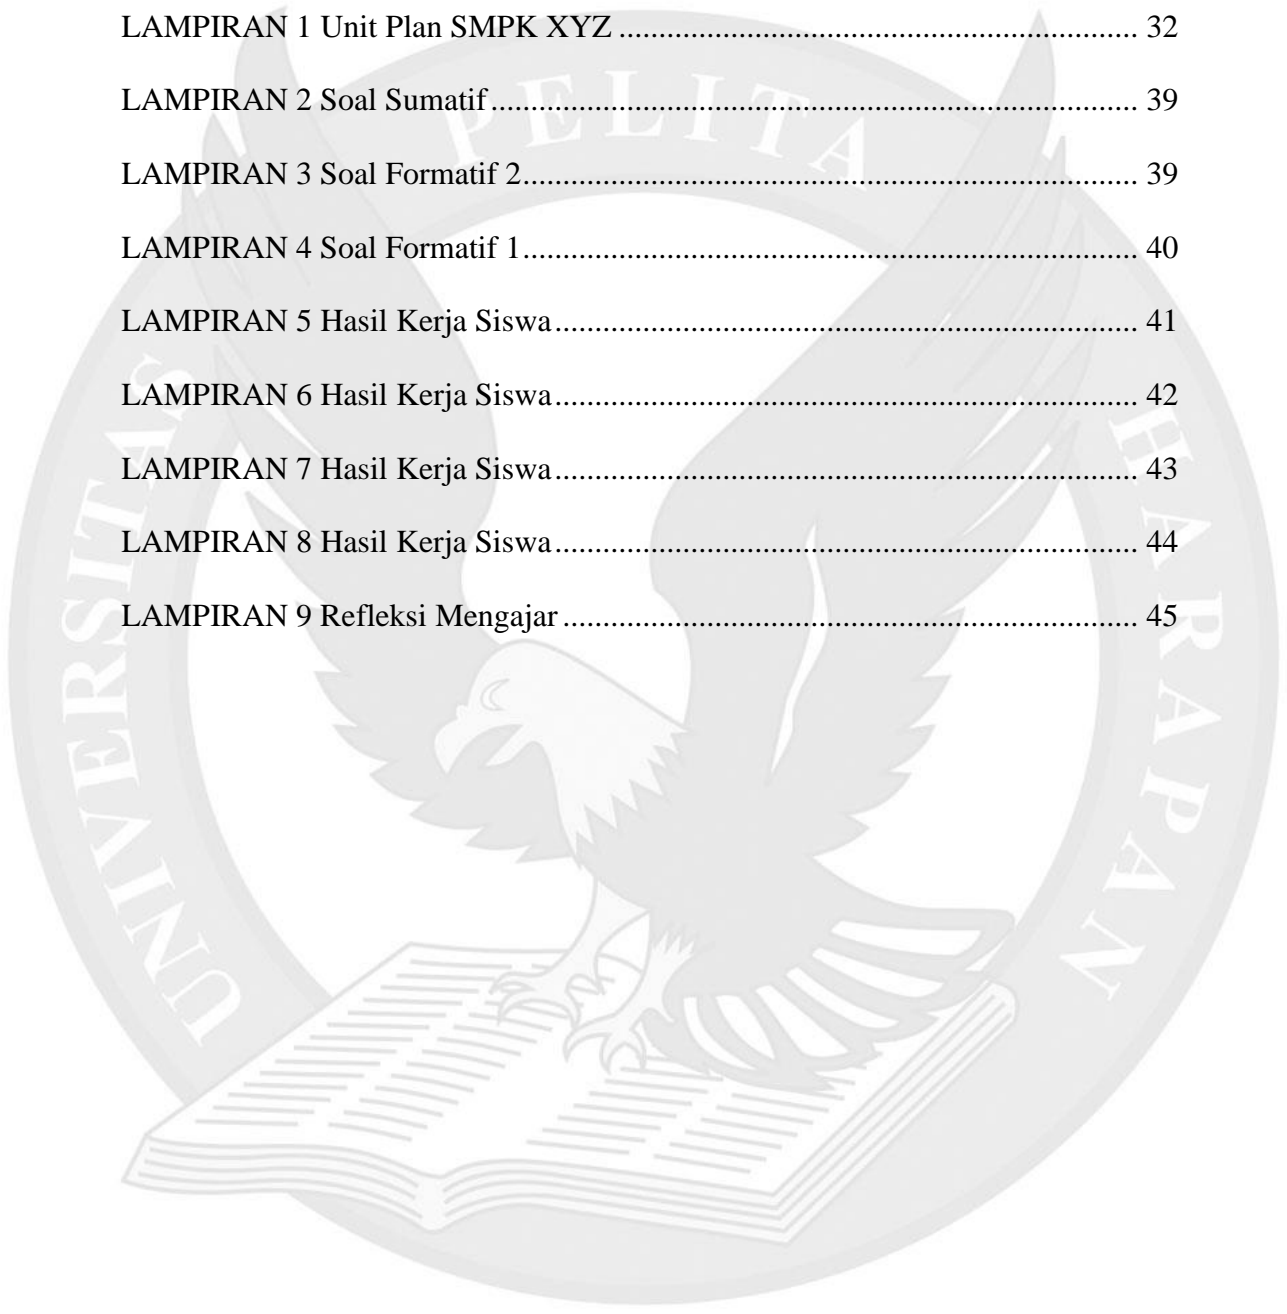 LAMPIRAN 1 Unit Plan SMPK XYZ ................................................................. 32
LAMPIRAN 2 Soal Sumatif ................................................................................. 39
LAMPIRAN 3 Soal Formatif 2 ............................................................................. 39
LAMPIRAN 4 Soal Formatif 1 ............................................................................. 40
LAMPIRAN 5 Hasil Kerja Siswa ......................................................................... 41
LAMPIRAN 6 Hasil Kerja Siswa ......................................................................... 42
LAMPIRAN 7 Hasil Kerja Siswa ......................................................................... 43
LAMPIRAN 8 Hasil Kerja Siswa ......................................................................... 44
LAMPIRAN 9 Refleksi Mengajar ........................................................................ 45
UNIVERSITAS PELITA HARAPAN